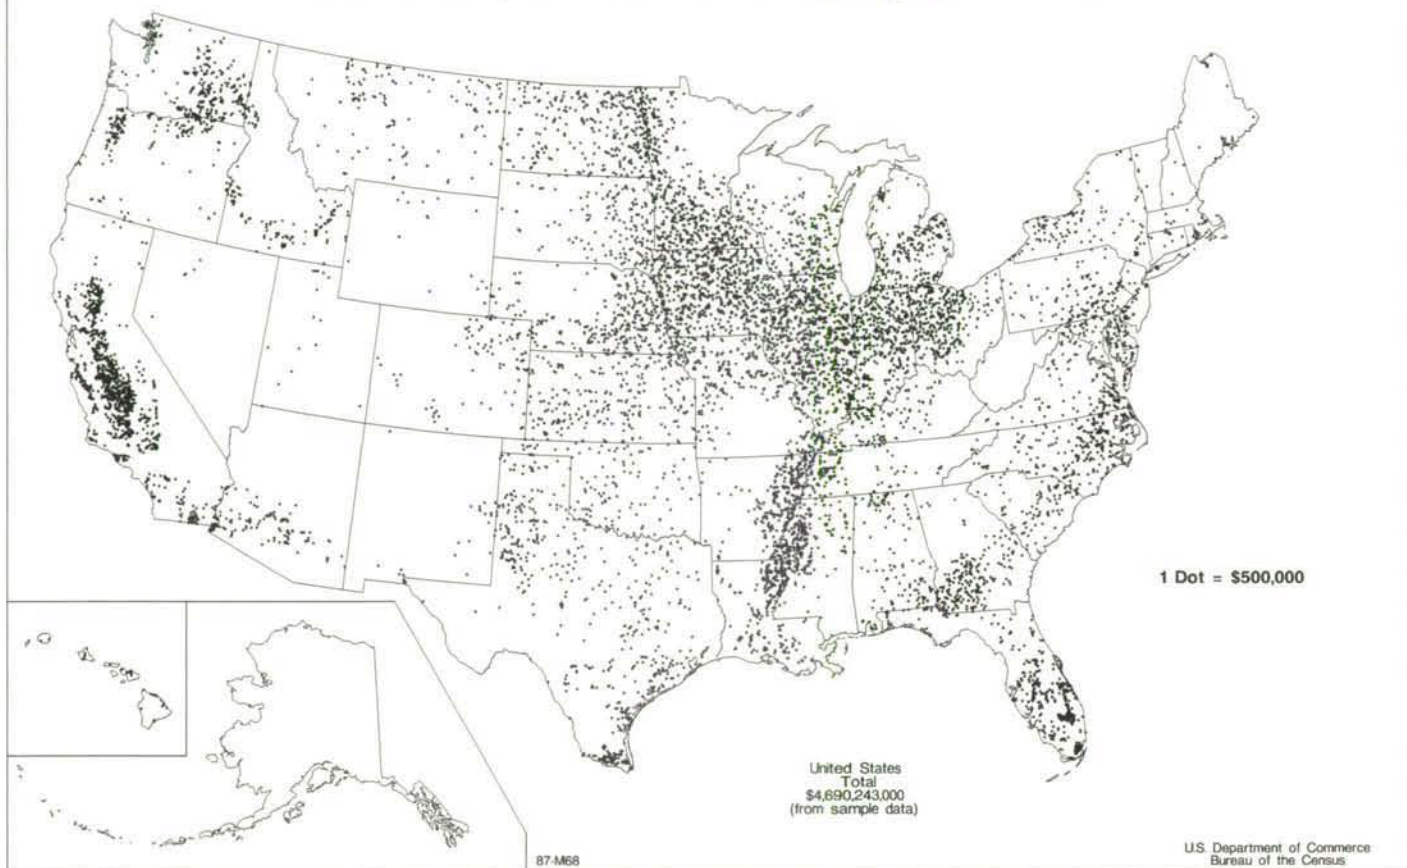 1 Dot = $500,000
United States
Total
$4,690,243,000
(from sample data)
87-M68
U.S. Department of Commerce
Bureau of the Census